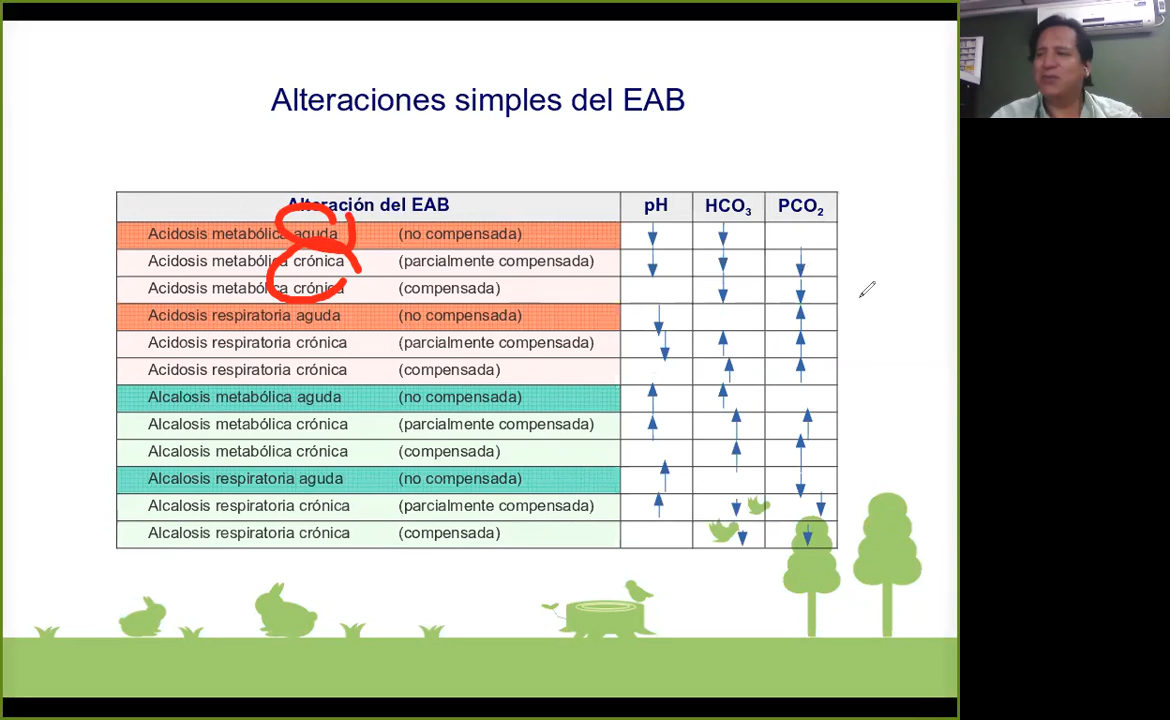 Alteraciones simples del EAB
Alteración del EAB pH HCO₃ PCO₂
Acidosis metabólica aguda (no compensada)
Acidosis metabólica crónica (parcialmente compensada)
Acidosis metabólica crónica (compensada)
Acidosis respiratoria aguda (no compensada)
Acidosis respiratoria crónica (parcialmente compensada)
Acidosis respiratoria crónica (compensada)
Alcalosis metabólica aguda (no compensada)
Alcalosis metabólica crónica (parcialmente compensada)
Alcalosis metabólica crónica (compensada)
Alcalosis respiratoria aguda (no compensada)
Alcalosis respiratoria crónica (parcialmente compensada)
Alcalosis respiratoria crónica (compensada)